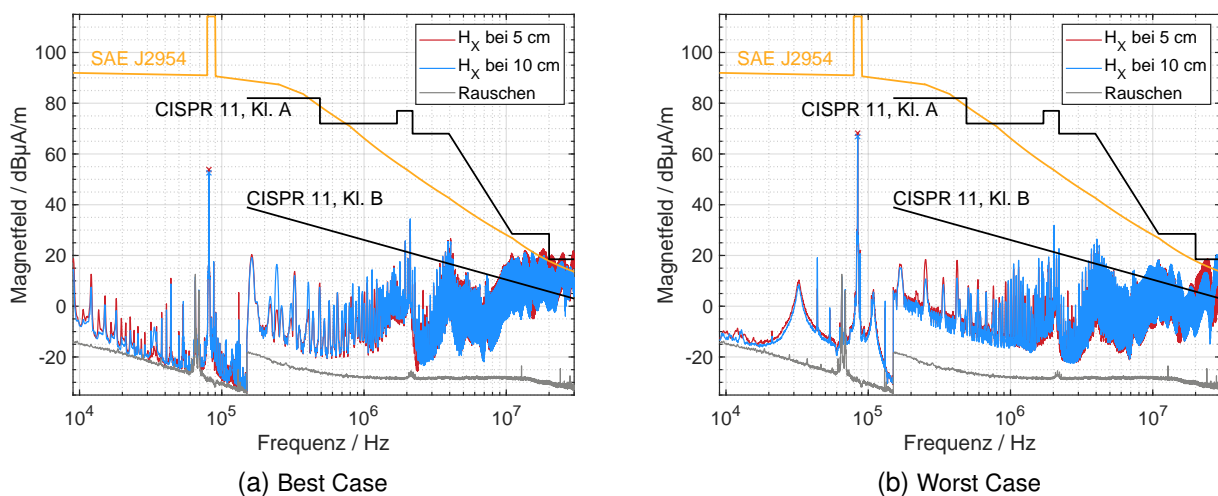 100
80
60
40
20
0
-20
Magnetfeld / dBµA/m
SAE J2954
CISPR 11, Kl. A
CISPR 11, Kl. B
H_X bei 5 cm
H_X bei 10 cm
Rauschen
10^4
10^5
10^6
10^7
Frequenz / Hz
(a) Best Case
100
80
60
40
20
0
-20
Magnetfeld / dBµA/m
SAE J2954
CISPR 11, Kl. A
CISPR 11, Kl. B
H_X bei 5 cm
H_X bei 10 cm
Rauschen
10^4
10^5
10^6
10^7
Frequenz / Hz
(b) Worst Case